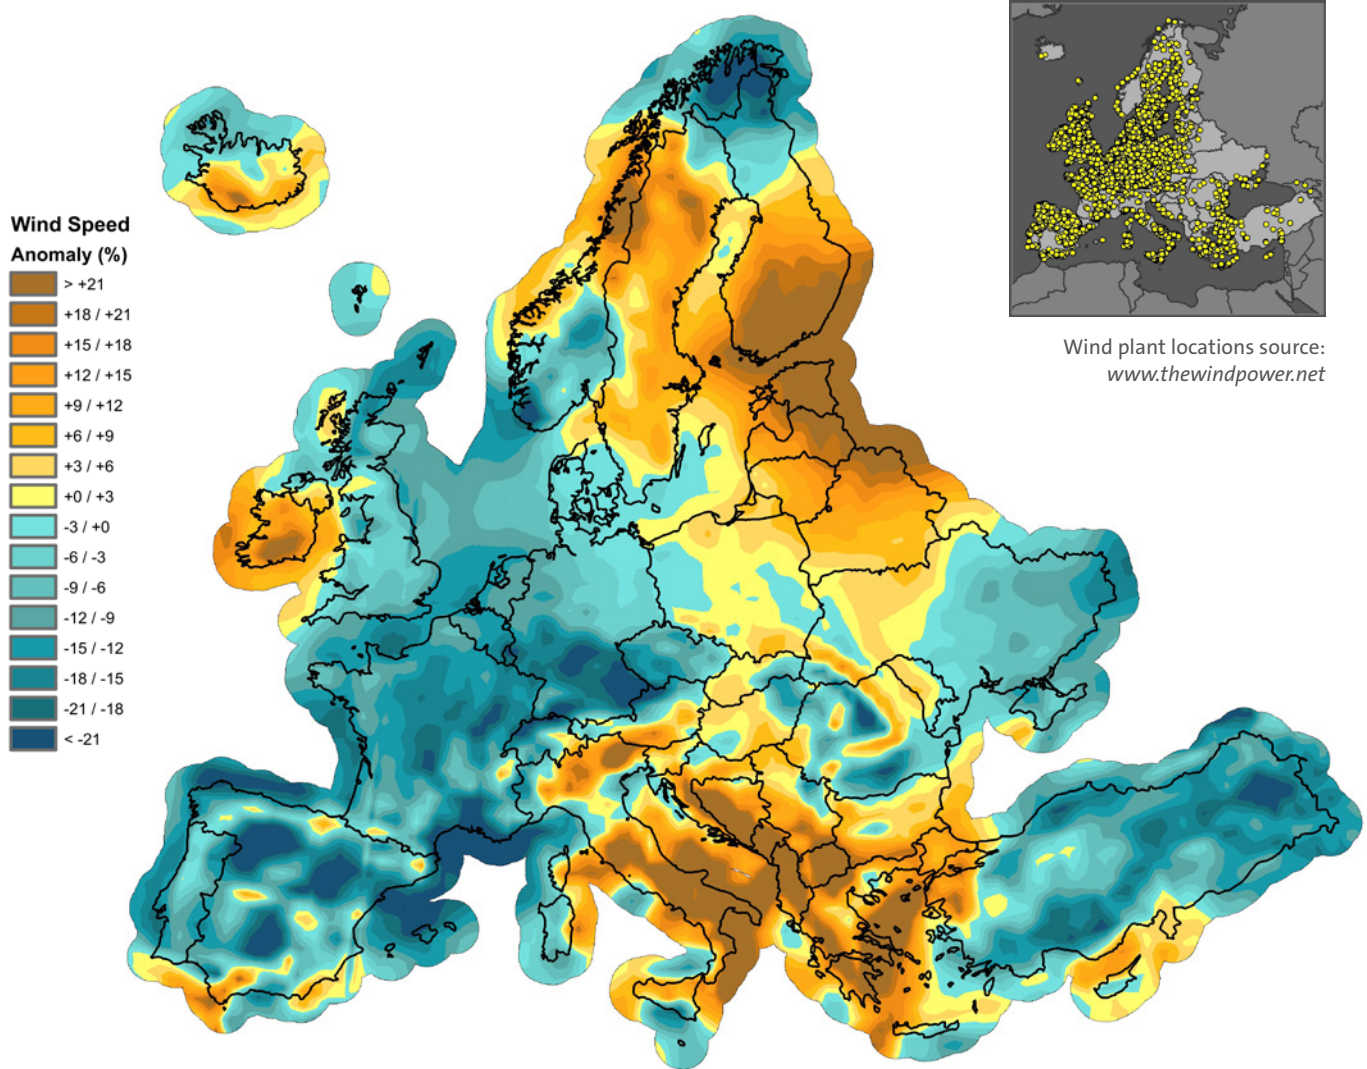 Wind Speed
Anomaly (%)
> +21
+18 / +21
+15 / +18
+12 / +15
+9 / +12
+6 / +9
+3 / +6
+0 / +3
-3 / +0
-6 / -3
-9 / -6
-12 / -9
-15 / -12
-18 / -15
-21 / -18
< -21
Wind plant locations source:
www.thewindpower.net